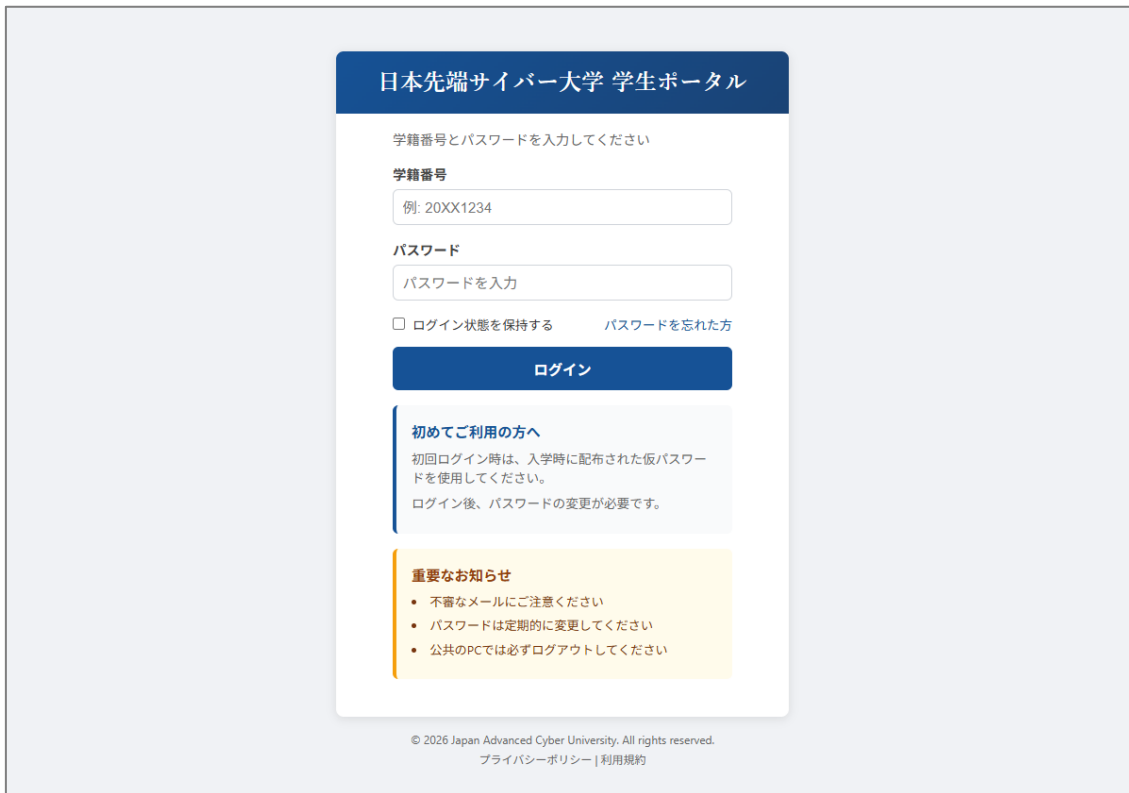 日本先端サイバー大学 学生ポータル
学籍番号とパスワードを入力してください
学籍番号
例: 20XX1234
パスワード
パスワードを入力
ログイン状態を保持する パスワードを忘れた方
ログイン
初めてご利用の方へ
初回ログイン時は、入学時に配布された仮パスワー
ドを使用してください。
ログイン後、パスワードの変更が必要です。
重要なお知らせ
• 不審なメールにご注意ください
• パスワードは定期的に変更してください
• 公共のPCでは必ずログアウトしてください
© 2026 Japan Advanced Cyber University. All rights reserved.
プライバシーポリシー | 利用規約